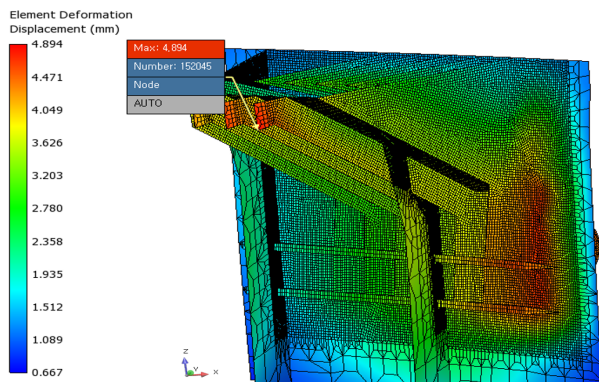 Element Deformation
Displacement (mm)
4.894
4.471
4.049
3.626
3.203
2.780
2.358
1.935
1.512
1.089
0.667
Max: 4,894
Number: 152045
Node
AUTO
Z
Y
X